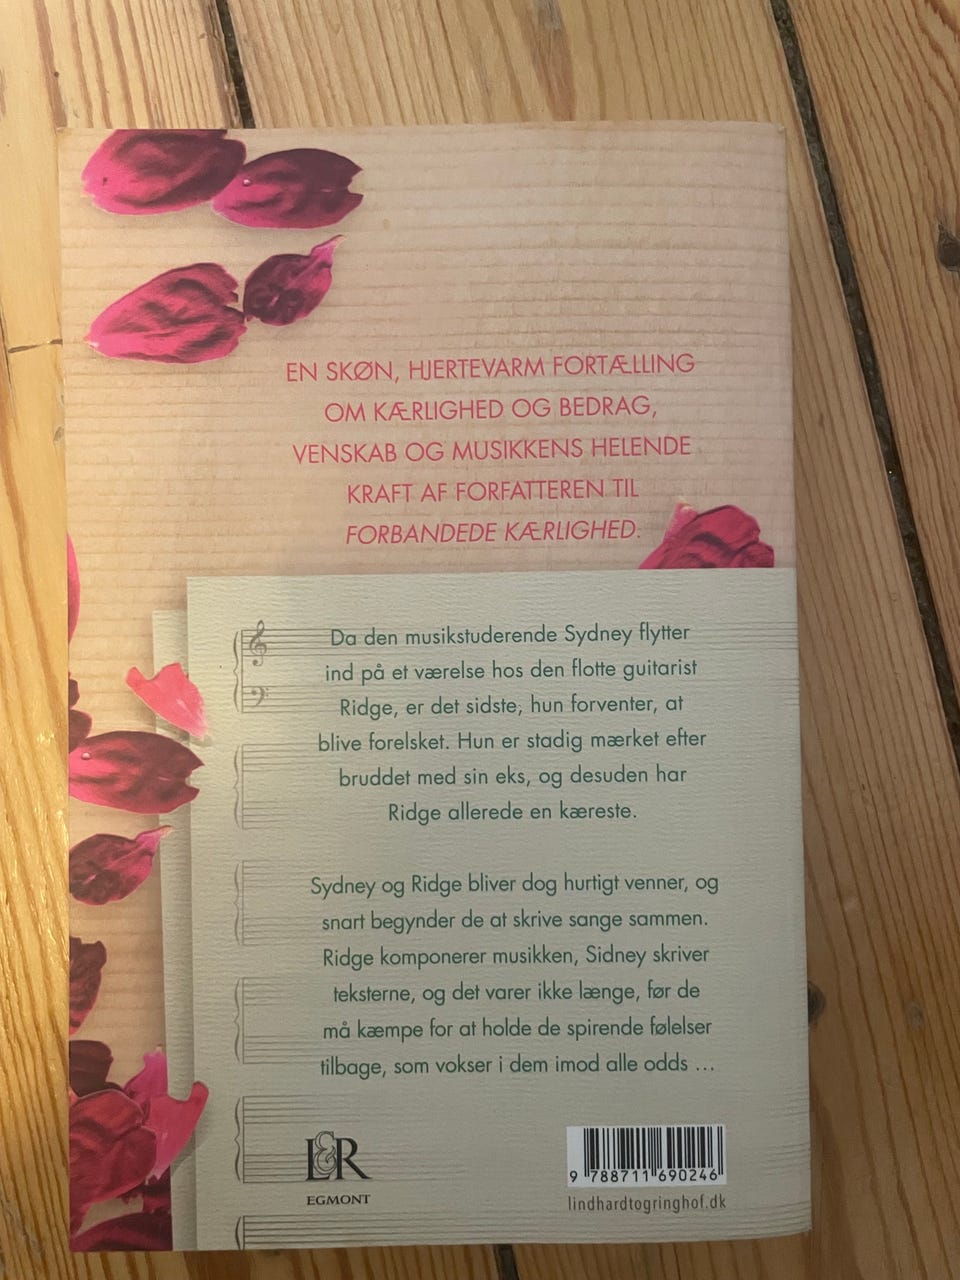 EN SKØN, HJERTEVARM FORTÆLLING
OM KÆRLIGHED OG BEDRAG,
VENSKAB OG MUSIKKENS HELENDE
KRAFT AF FORFATTEREN TIL
FORBANDEDE KÆRLIGHED.
Da den musikstuderende Sydney flytter
ind på et værelse hos den flotte guitarist
Ridge, er det sidste, hun forventer, at
blive forelsket. Hun er stadig mærket efter
bruddet med sin eks, og desuden har
Ridge allerede en kæreste.
Sydney og Ridge bliver dog hurtigt venner, og
snart begynder de at skrive sange sammen.
Ridge komponerer musikken, Sidney skriver
teksterne, og det varer ikke længe, før de
må kæmpe for at holde de spirende følelser
tilbage, som vokser i dem imod alle odds ...
L&R
EGMONT
9 788711 690246
lindhardtogringhof.dk